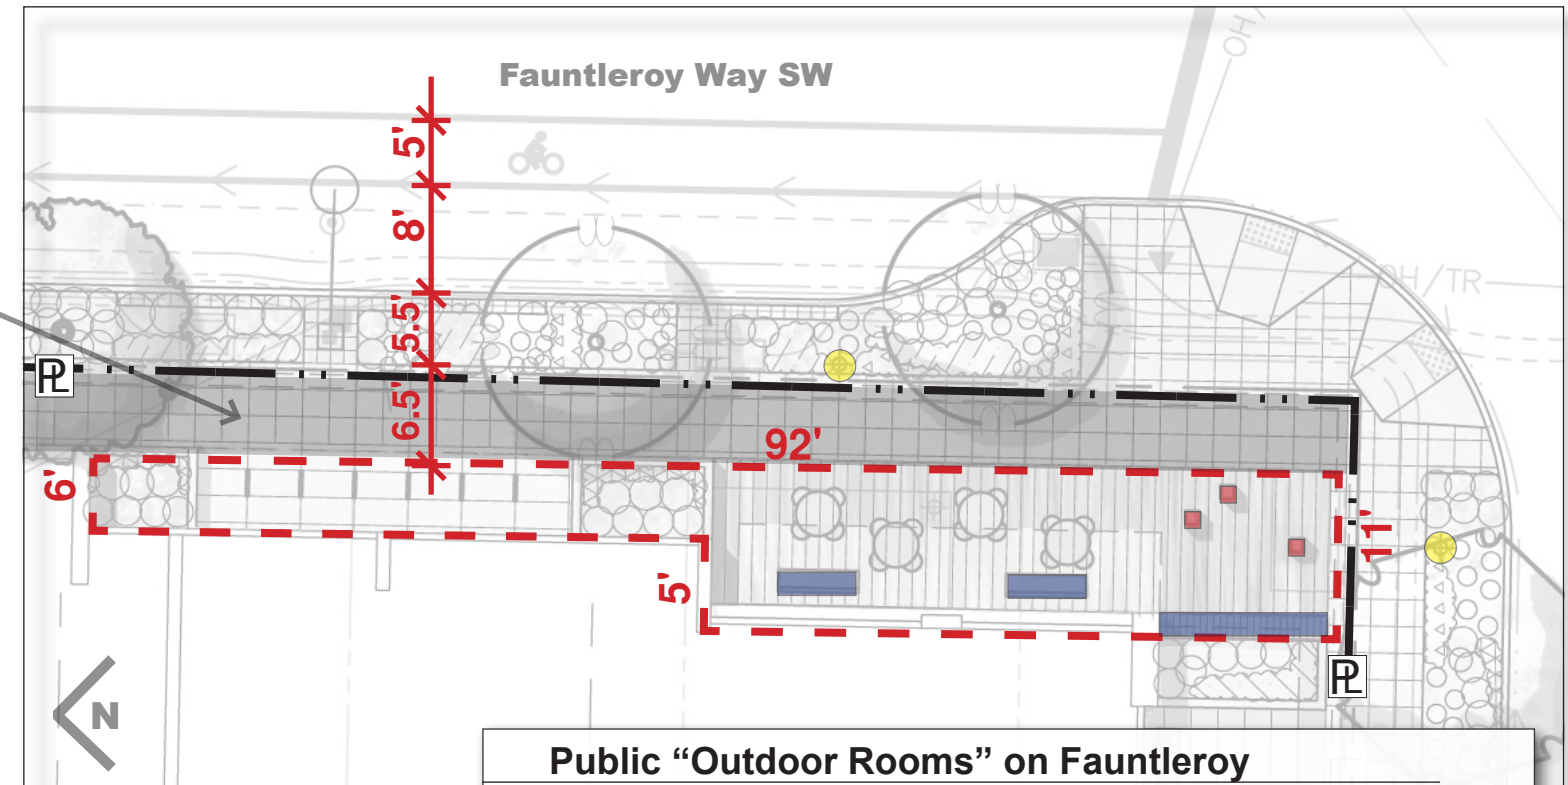 Fauntleroy Way SW
OH/
5'
8'
5.5'
OH/TR
PL
6.5'
92'
6'
11'
5'
PL
N
Public “Outdoor Rooms” on Fauntleroy